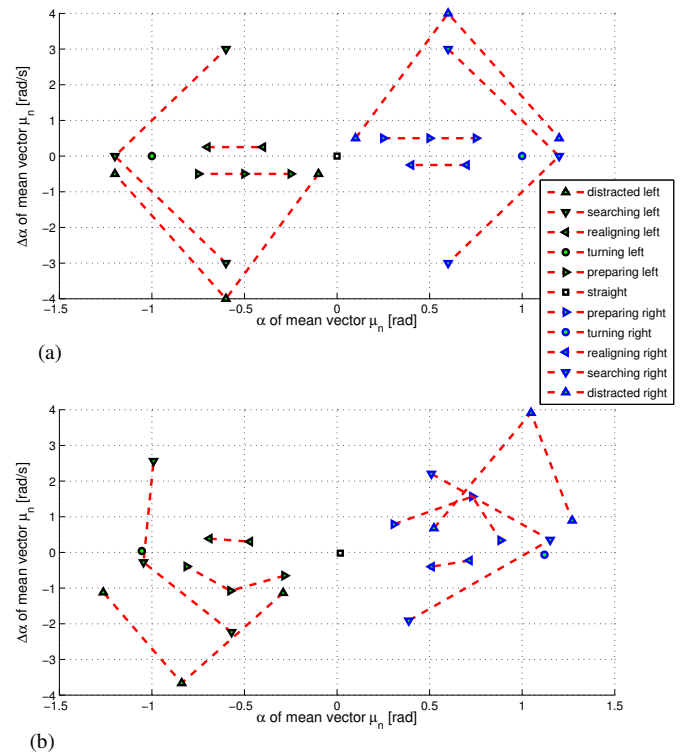 4
3
2
1
0
−1
−2
−3
−4
Δα of mean vector μn [rad/s]
−1.5
−1
−0.5
0
0.5
1
α of mean vector μn [rad]
(a)
distracted left
searching left
realigning left
turning left
preparing left
straight
preparing right
turning right
realigning right
searching right
distracted right
4
3
2
1
0
−1
−2
−3
−4
Δα of mean vector μn [rad/s]
−1.5
−1
−0.5
0
0.5
1
1.5
α of mean vector μn [rad]
(b)